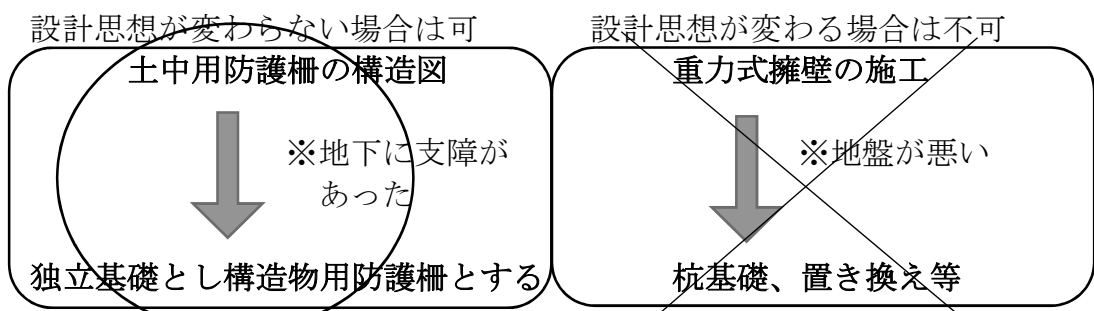 設計思想が変わらない場合は可
土中用防護柵の構造図
※地下に支障が
あった
独立基礎とし構造物用防護柵とする
設計思想が変わる場合は不可
重力式擁壁の施工
※地盤が悪い
杭基礎、置き換え等